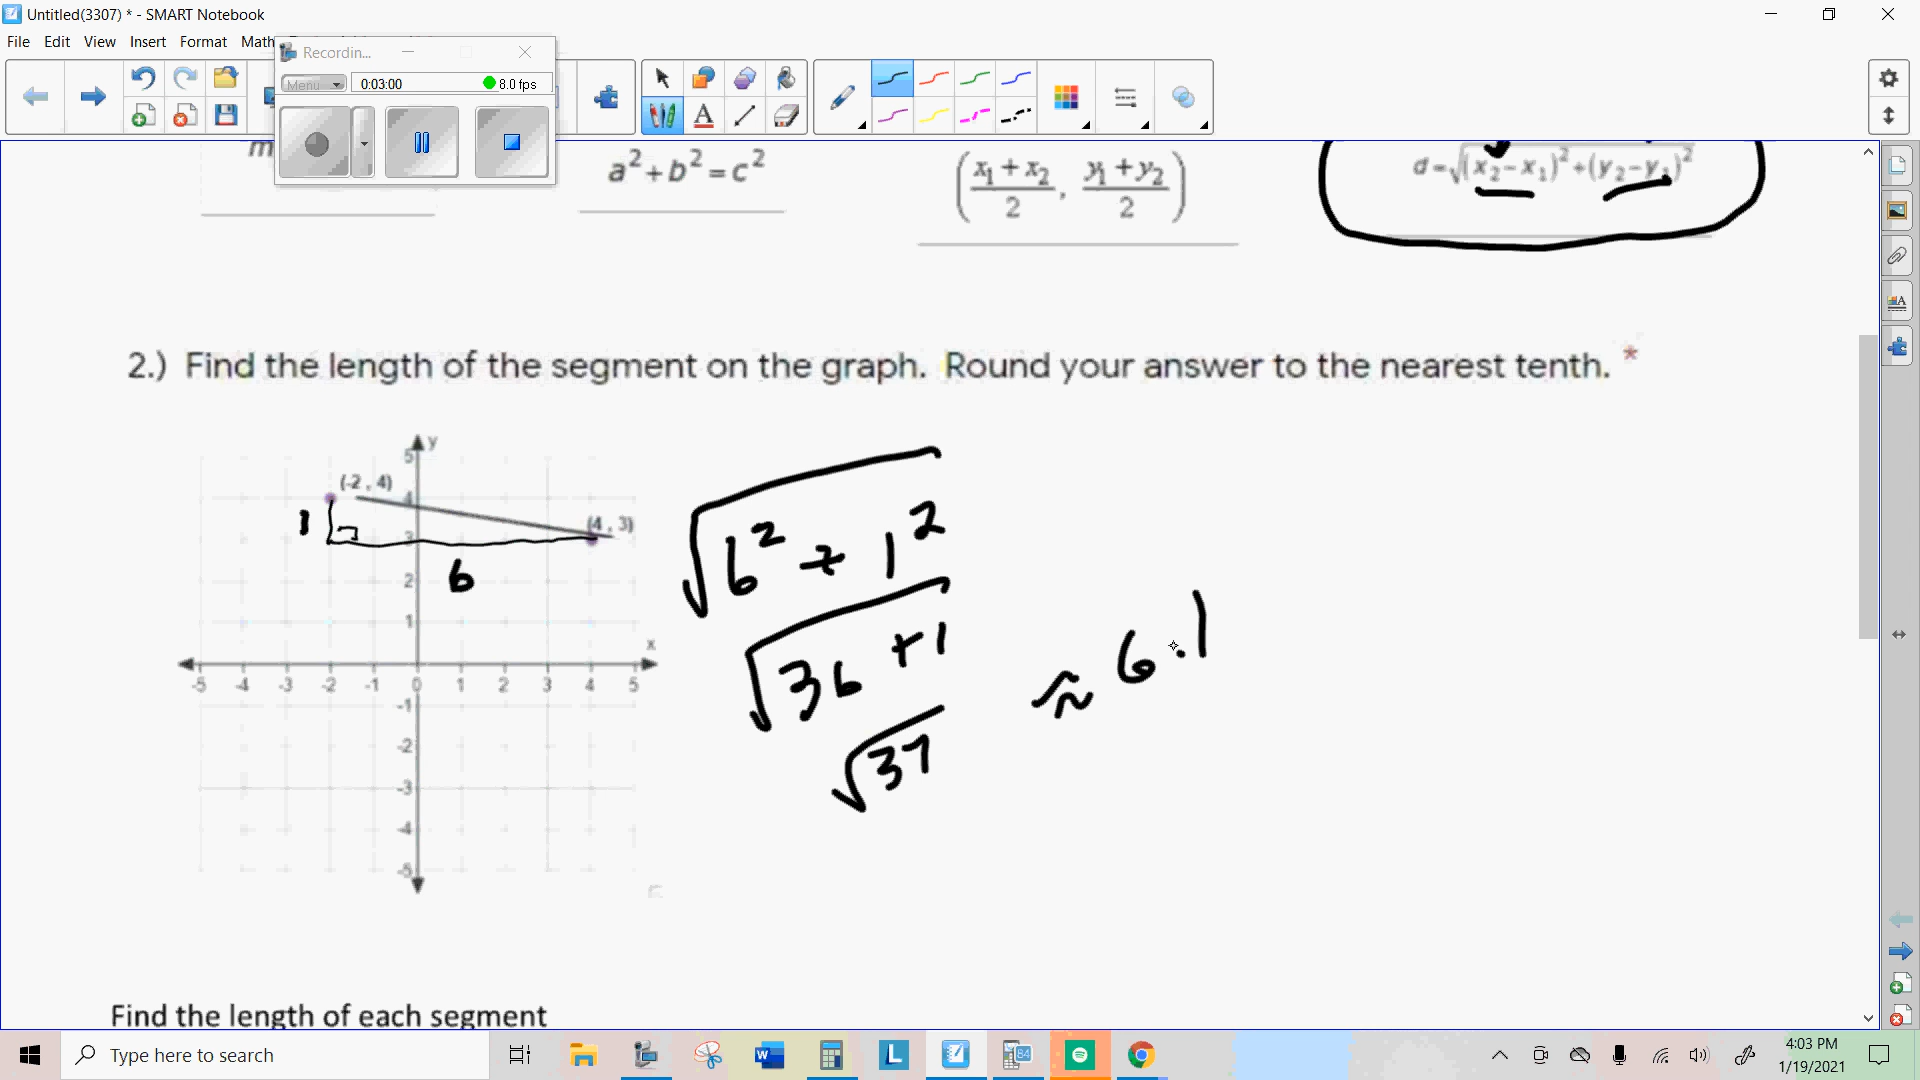 Untitled(3307) * - SMART Notebook
File Edit View Insert Format Math
Recordin...
Menu 0:03:00 8.0 fps
m
a²+b²=c²
(x₁+x₂/2, y₁+y₂/2)
d=√(x₂-x₁)²+(y₂-y₁)²
2.) Find the length of the segment on the graph. Round your answer to the nearest tenth. *
y
5
(-2, 4)
4
(4, 3)
3
1
6
2
1
x
-5 -4 -3 -2 -1 0 1 2 3 4 5
-1
-2
-3
-4
-5
√6² + 1²
√36 + 1
√37
≈ 6.1
Find the length of each segment
Type here to search
84
4:03 PM
1/19/2021